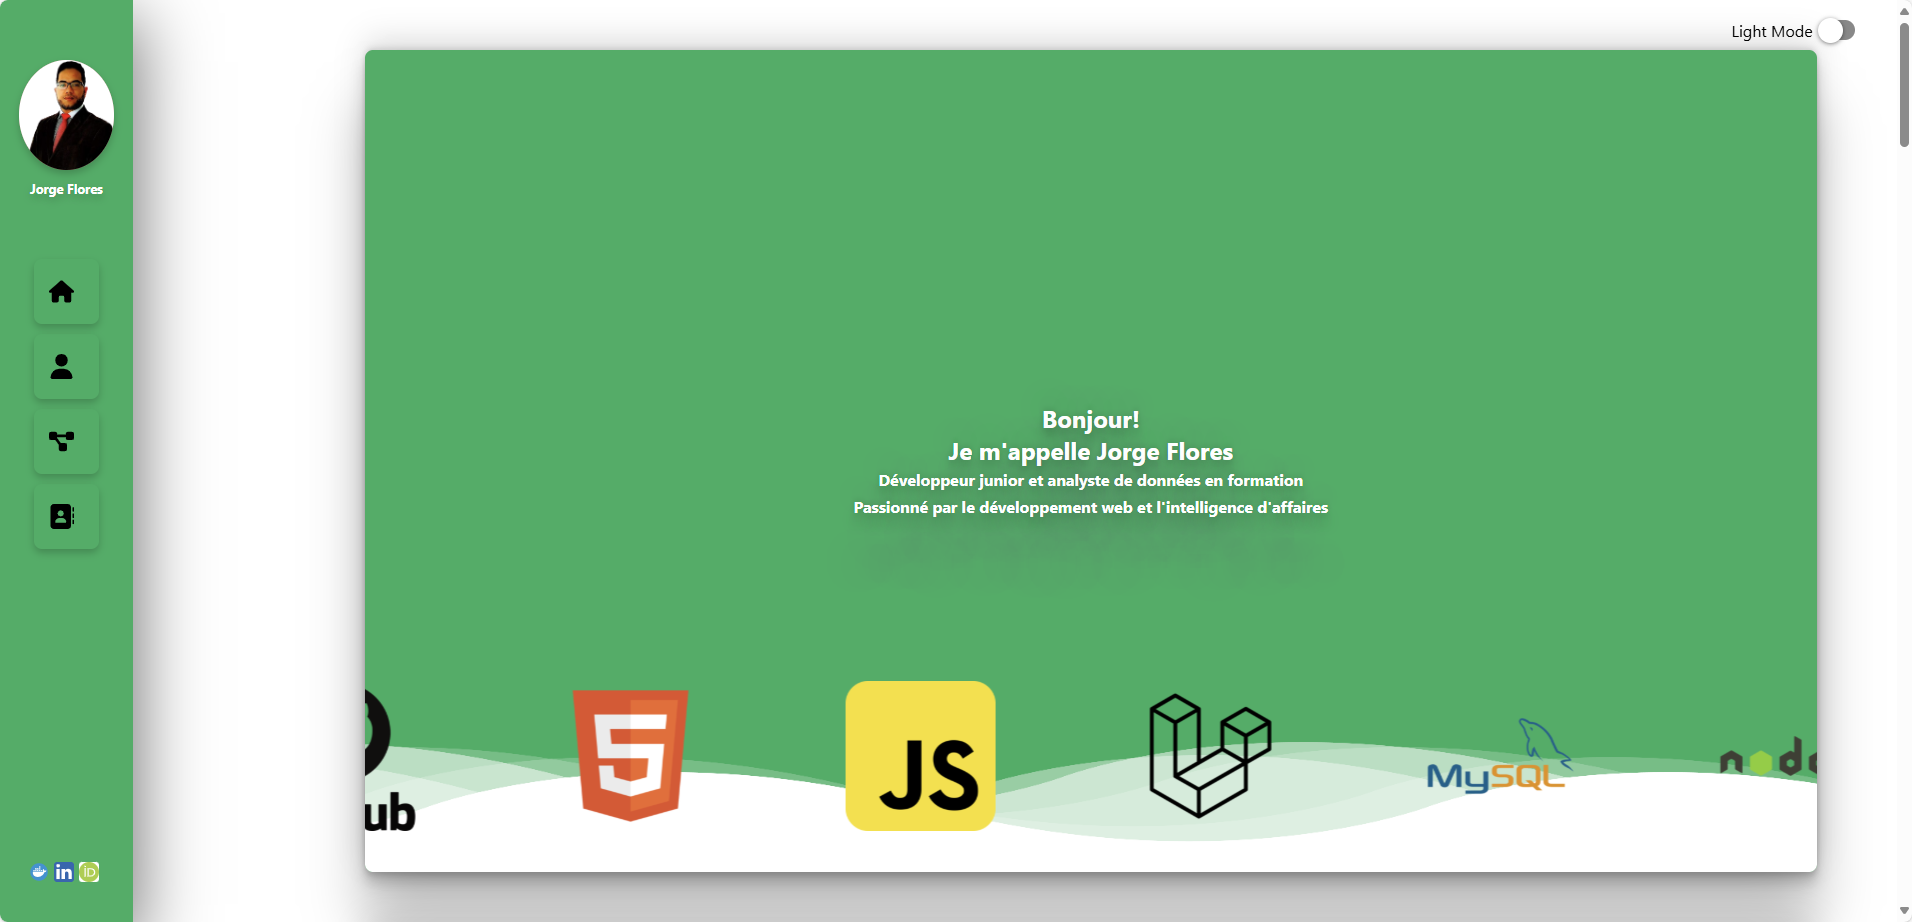 Light Mode
Jorge Flores
Bonjour!
Je m'appelle Jorge Flores
Développeur junior et analyste de données en formation
Passionné par le développement web et l'intelligence d'affaires
ub
5
JS
MySQL
nod
in
iD